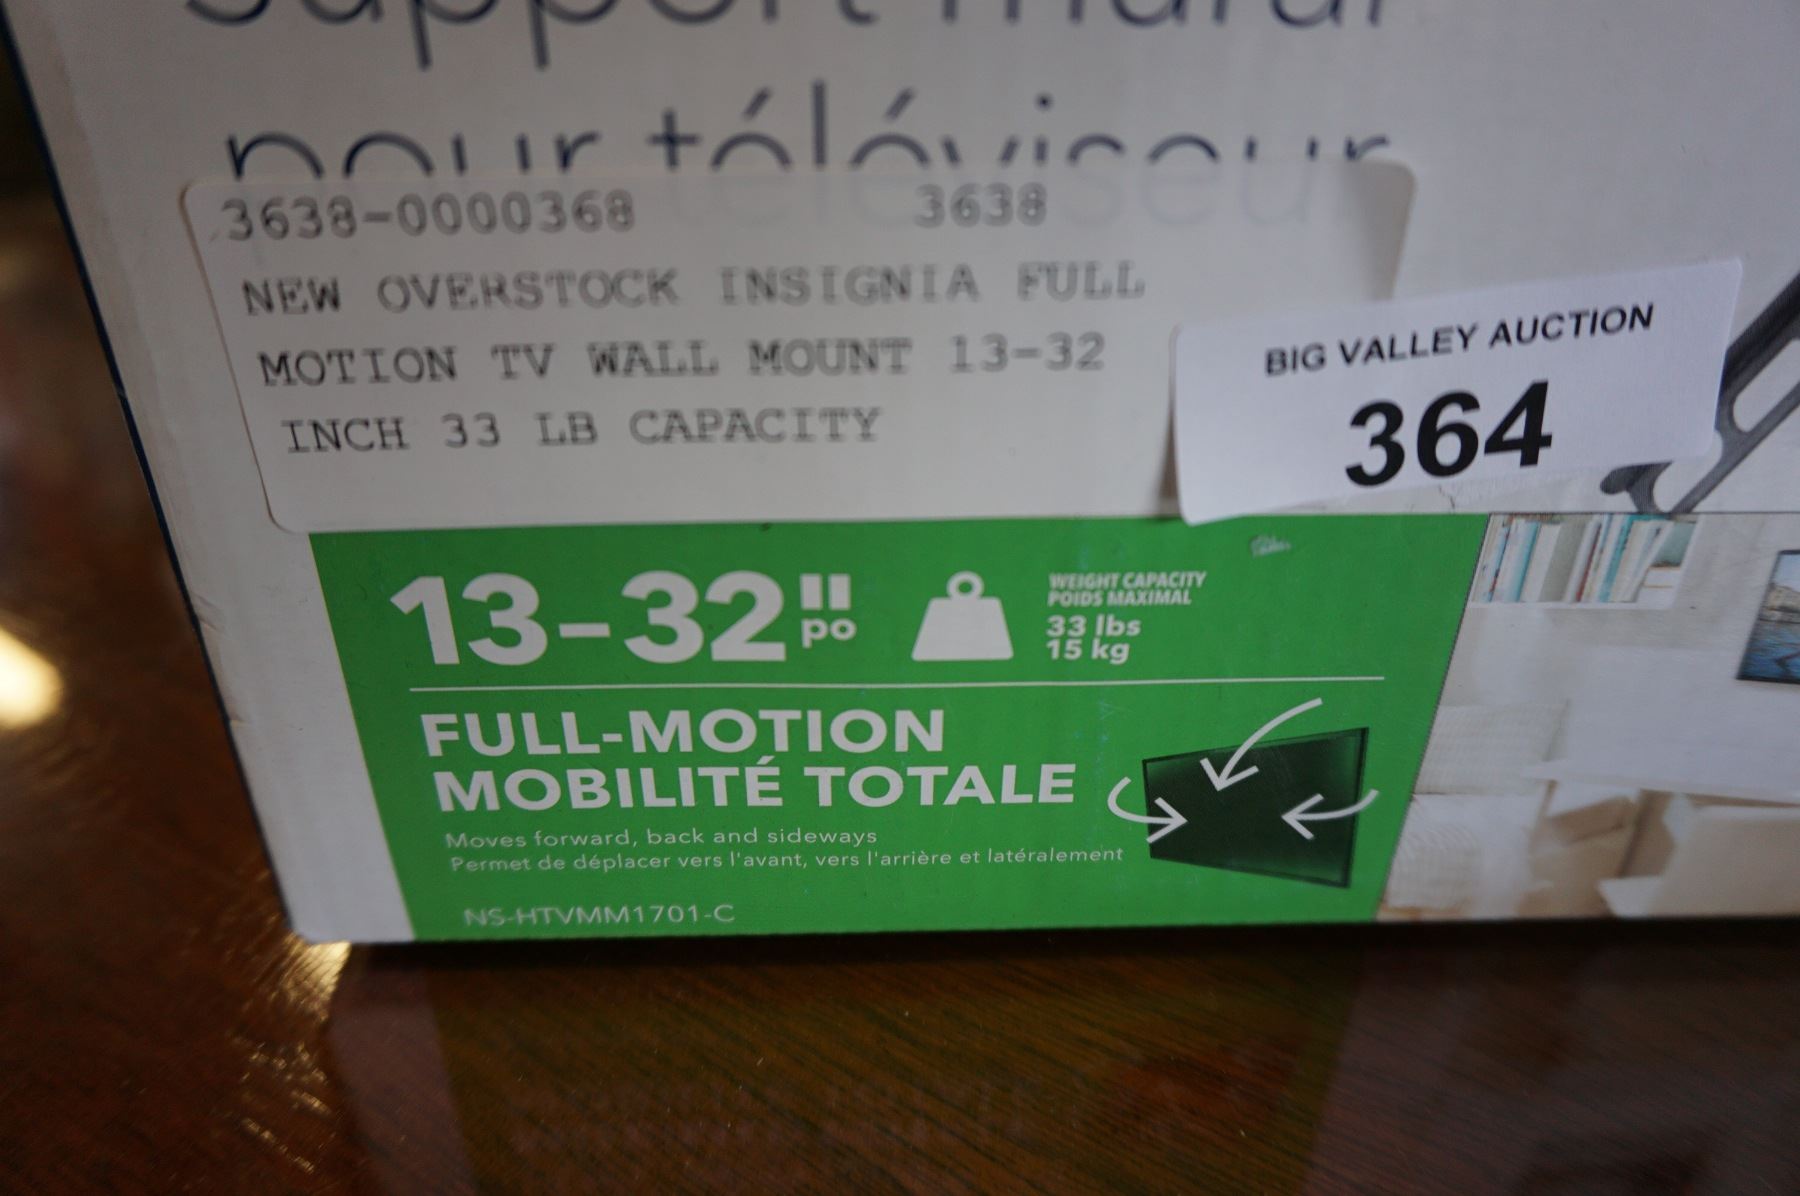 Support mural
pour téléviseur
3638-0000368 3638
NEW OVERSTOCK INSIGNIA FULL
MOTION TV WALL MOUNT 13-32
INCH 33 LB CAPACITY
BIG VALLEY AUCTION
364
13-32"
po
WEIGHT CAPACITY
POIDS MAXIMAL
33 lbs
15 kg
FULL-MOTION
MOBILITÉ TOTALE
Moves forward, back and sideways
Permet de déplacer vers l'avant, vers l'arrière et latéralement
NS-HTVMM1701-C